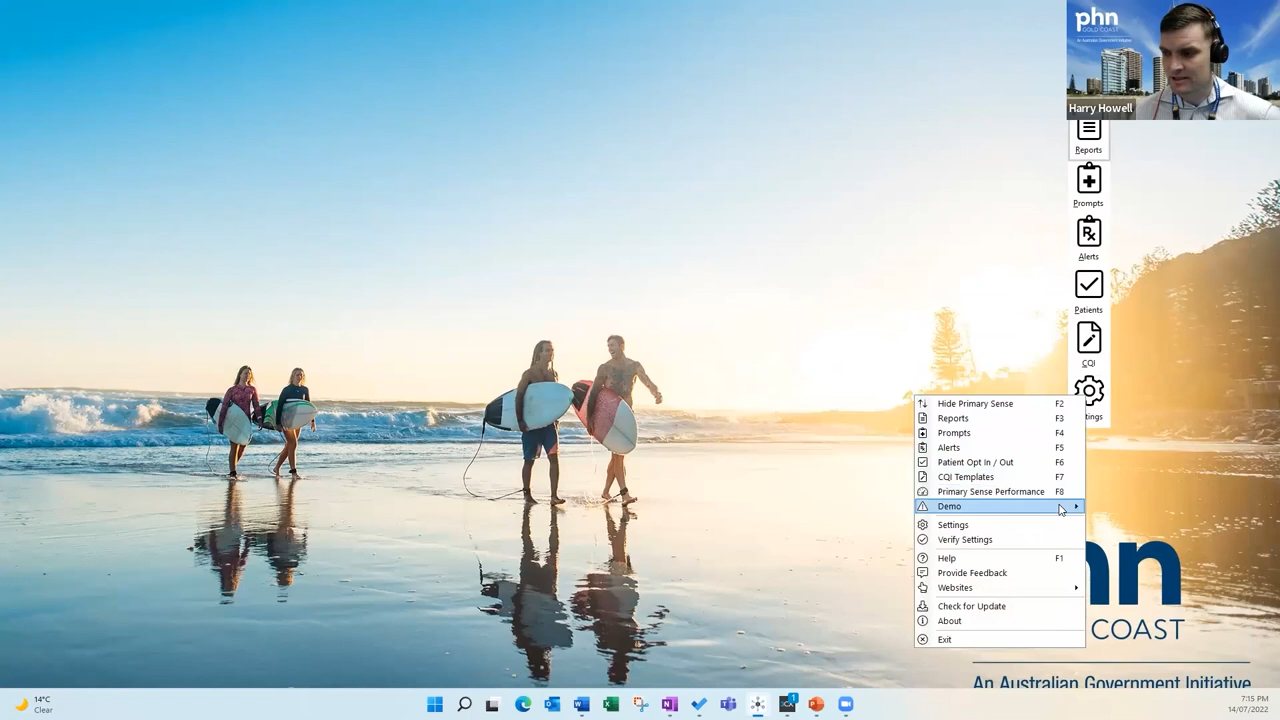 phn
GOLD COAST
An Australian Government Initiative
Harry Howell
Reports
Prompts
Alerts
Patients
CQI
tings
Hide Primary Sense F2
Reports F3
Prompts F4
Alerts F5
Patient Opt In / Out F6
CQI Templates F7
Primary Sense Performance F8
Demo
Settings
Verify Settings
Help F1
Provide Feedback
Websites
Check for Update
About
Exit
hn
COAST
An Australian Government Initiative
14°C
Clear
1
7:15 PM
14/07/2022